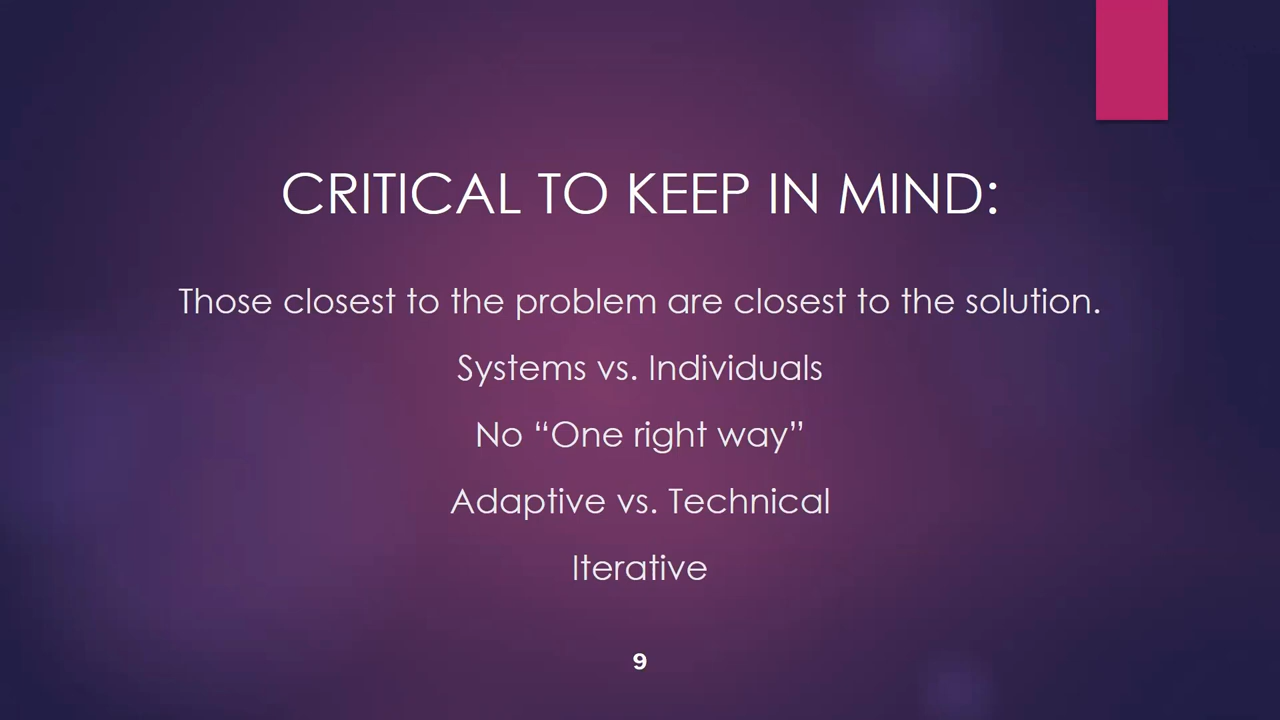 CRITICAL TO KEEP IN MIND:
Those closest to the problem are closest to the solution.
Systems vs. Individuals
No “One right way”
Adaptive vs. Technical
Iterative
9